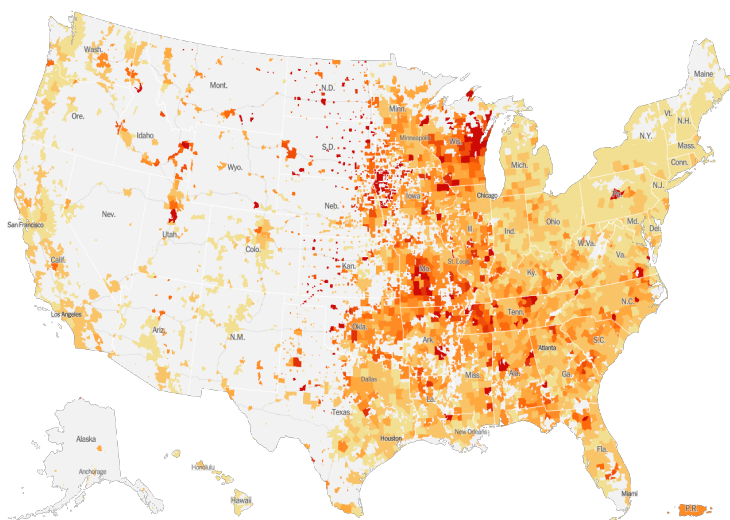 Wash.
Maine
Mont.
N.D.
Minn.
Vt.
N.H.
Ore.
Idaho
Minneapolis
Wis.
N.Y.
Mass.
S.D.
Mich.
Conn.
Wyo.
Iowa
Chicago
Pa.
N.J.
Neb.
San Francisco
Nev.
Utah
Colo.
Ill.
Ind.
Ohio
Md.
Del.
W.Va.
Calif.
Kan.
Mo.
St. Louis
Va.
Ky.
Los Angeles
Ariz.
N.M.
Okla.
Ark.
Tenn.
N.C.
Atlanta
S.C.
Dallas
Miss.
Ala.
Ga.
Texas
La.
Houston
New Orleans
Fla.
Alaska
Anchorage
Honolulu
Hawaii
Miami
P.R.